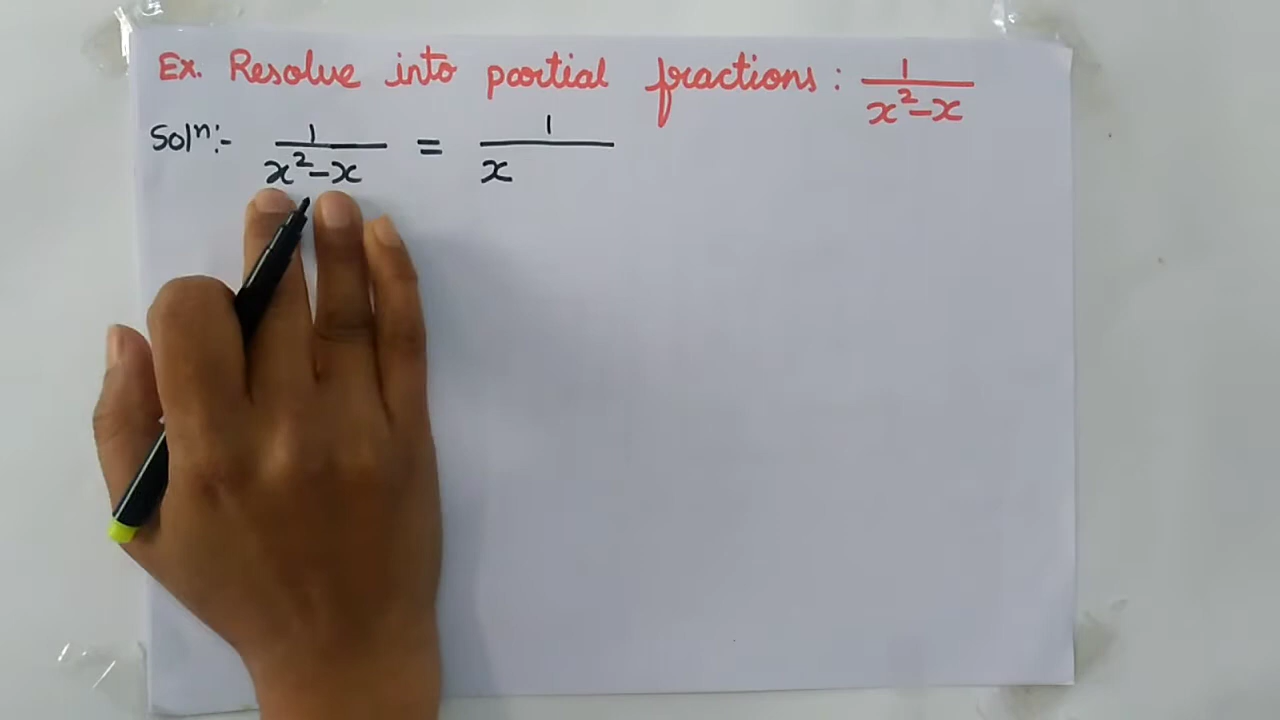 Ex. Resolve into partial fractions : 1/(x²-x)
Solⁿ:- 1/(x²-x) = 1/x